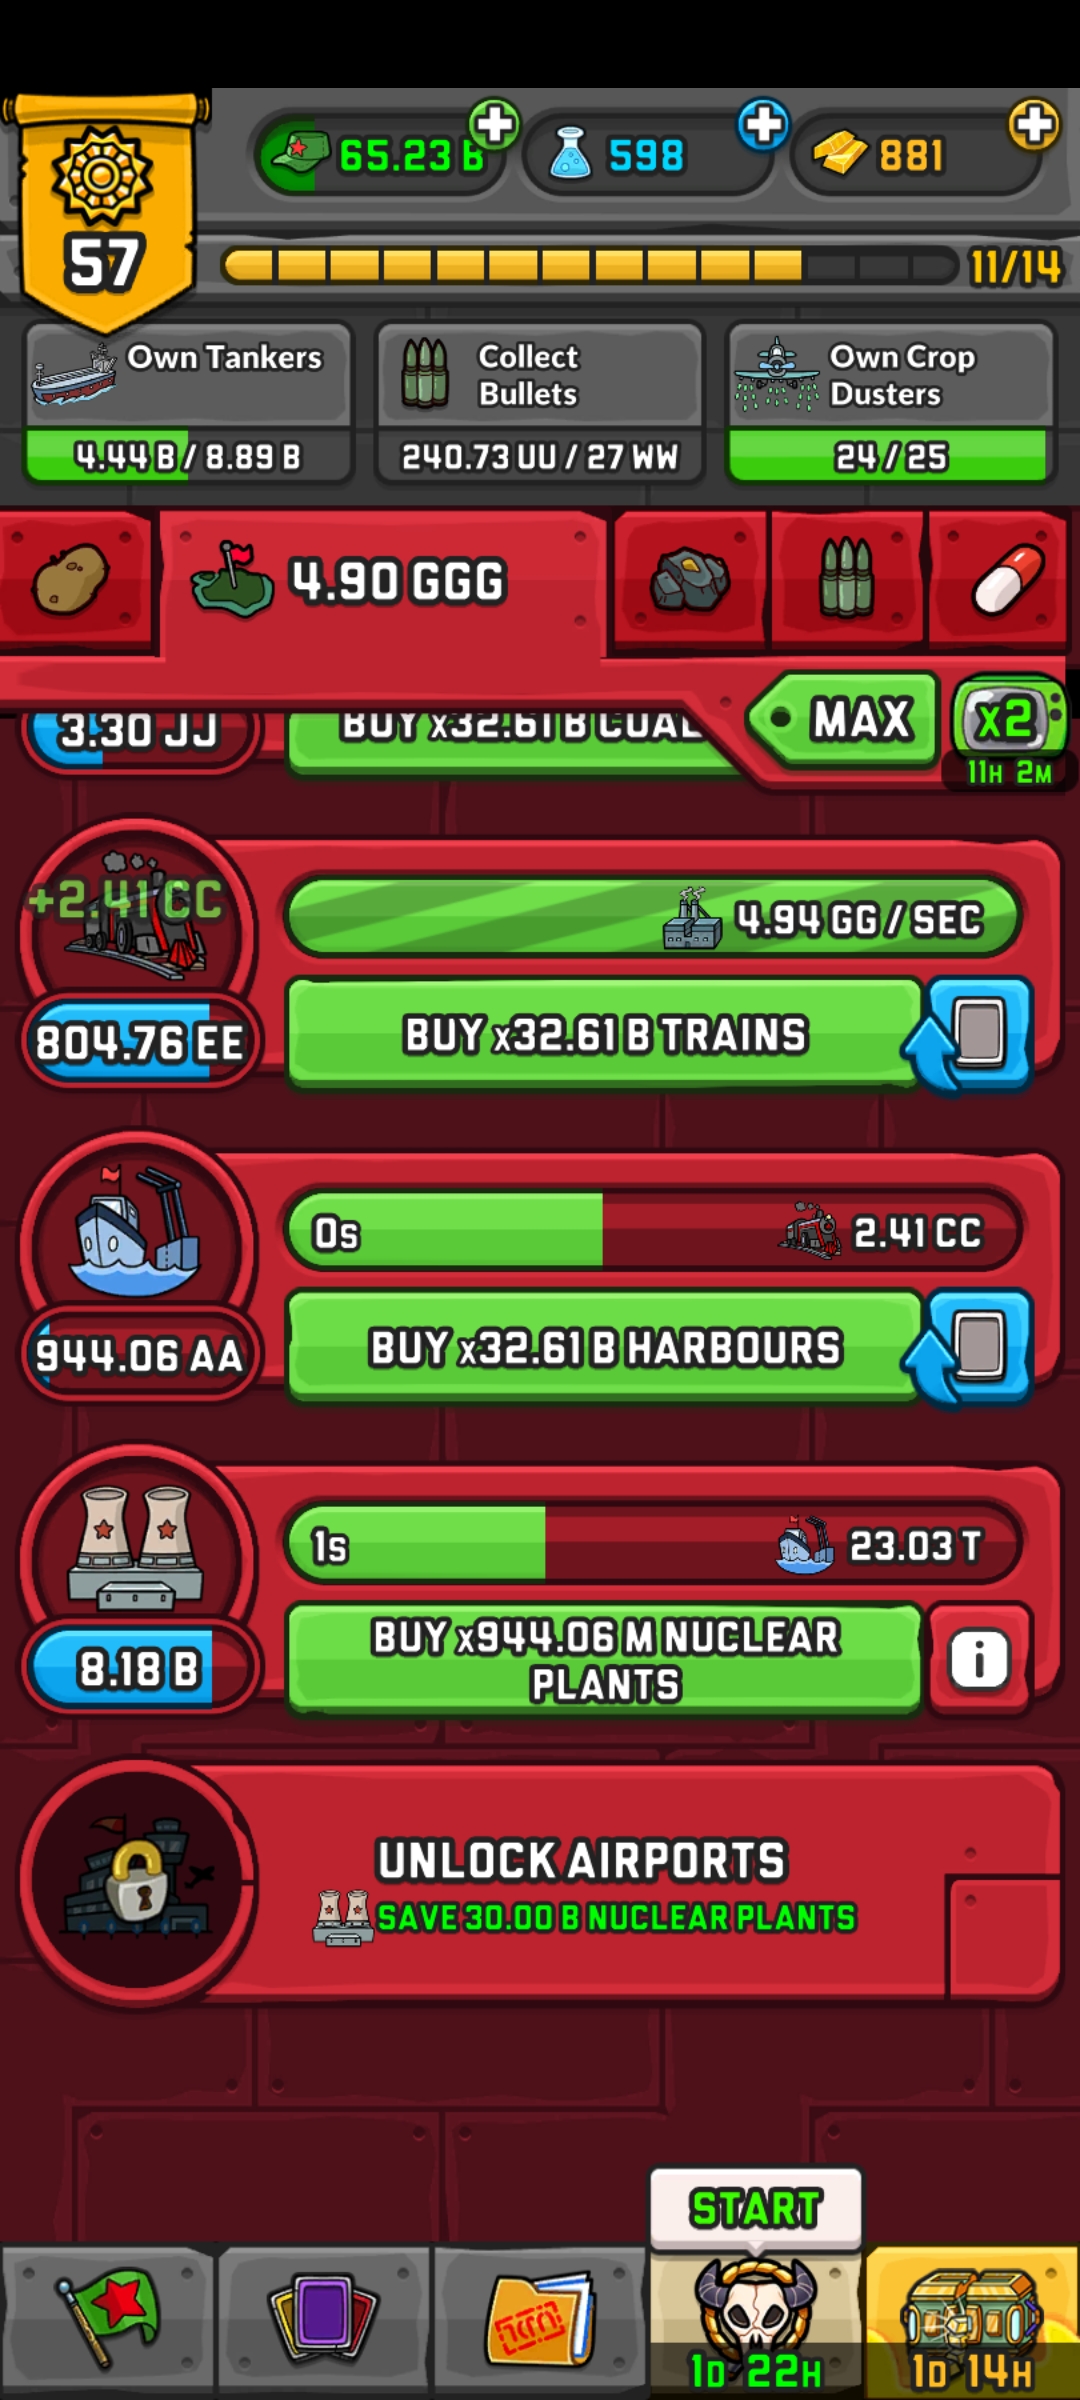 65.23 B
598
881
57
11/14
Own Tankers
4.44 B / 8.89 B
Collect
Bullets
240.73 UU / 27 WW
Own Crop
Dusters
24 / 25
4.90 GGG
MAX
x2
11H 2M
3.30 JJ
BUY x32.61 B COAL
+2.41 CC
4.94 GG / SEC
804.76 EE
BUY x32.61 B TRAINS
0s
2.41 CC
944.06 AA
BUY x32.61 B HARBOURS
1s
23.03 T
8.18 B
BUY x944.06 M NUCLEAR
PLANTS
i
UNLOCK AIRPORTS
SAVE 30.00 B NUCLEAR PLANTS
START
1D 22H
1D 14H